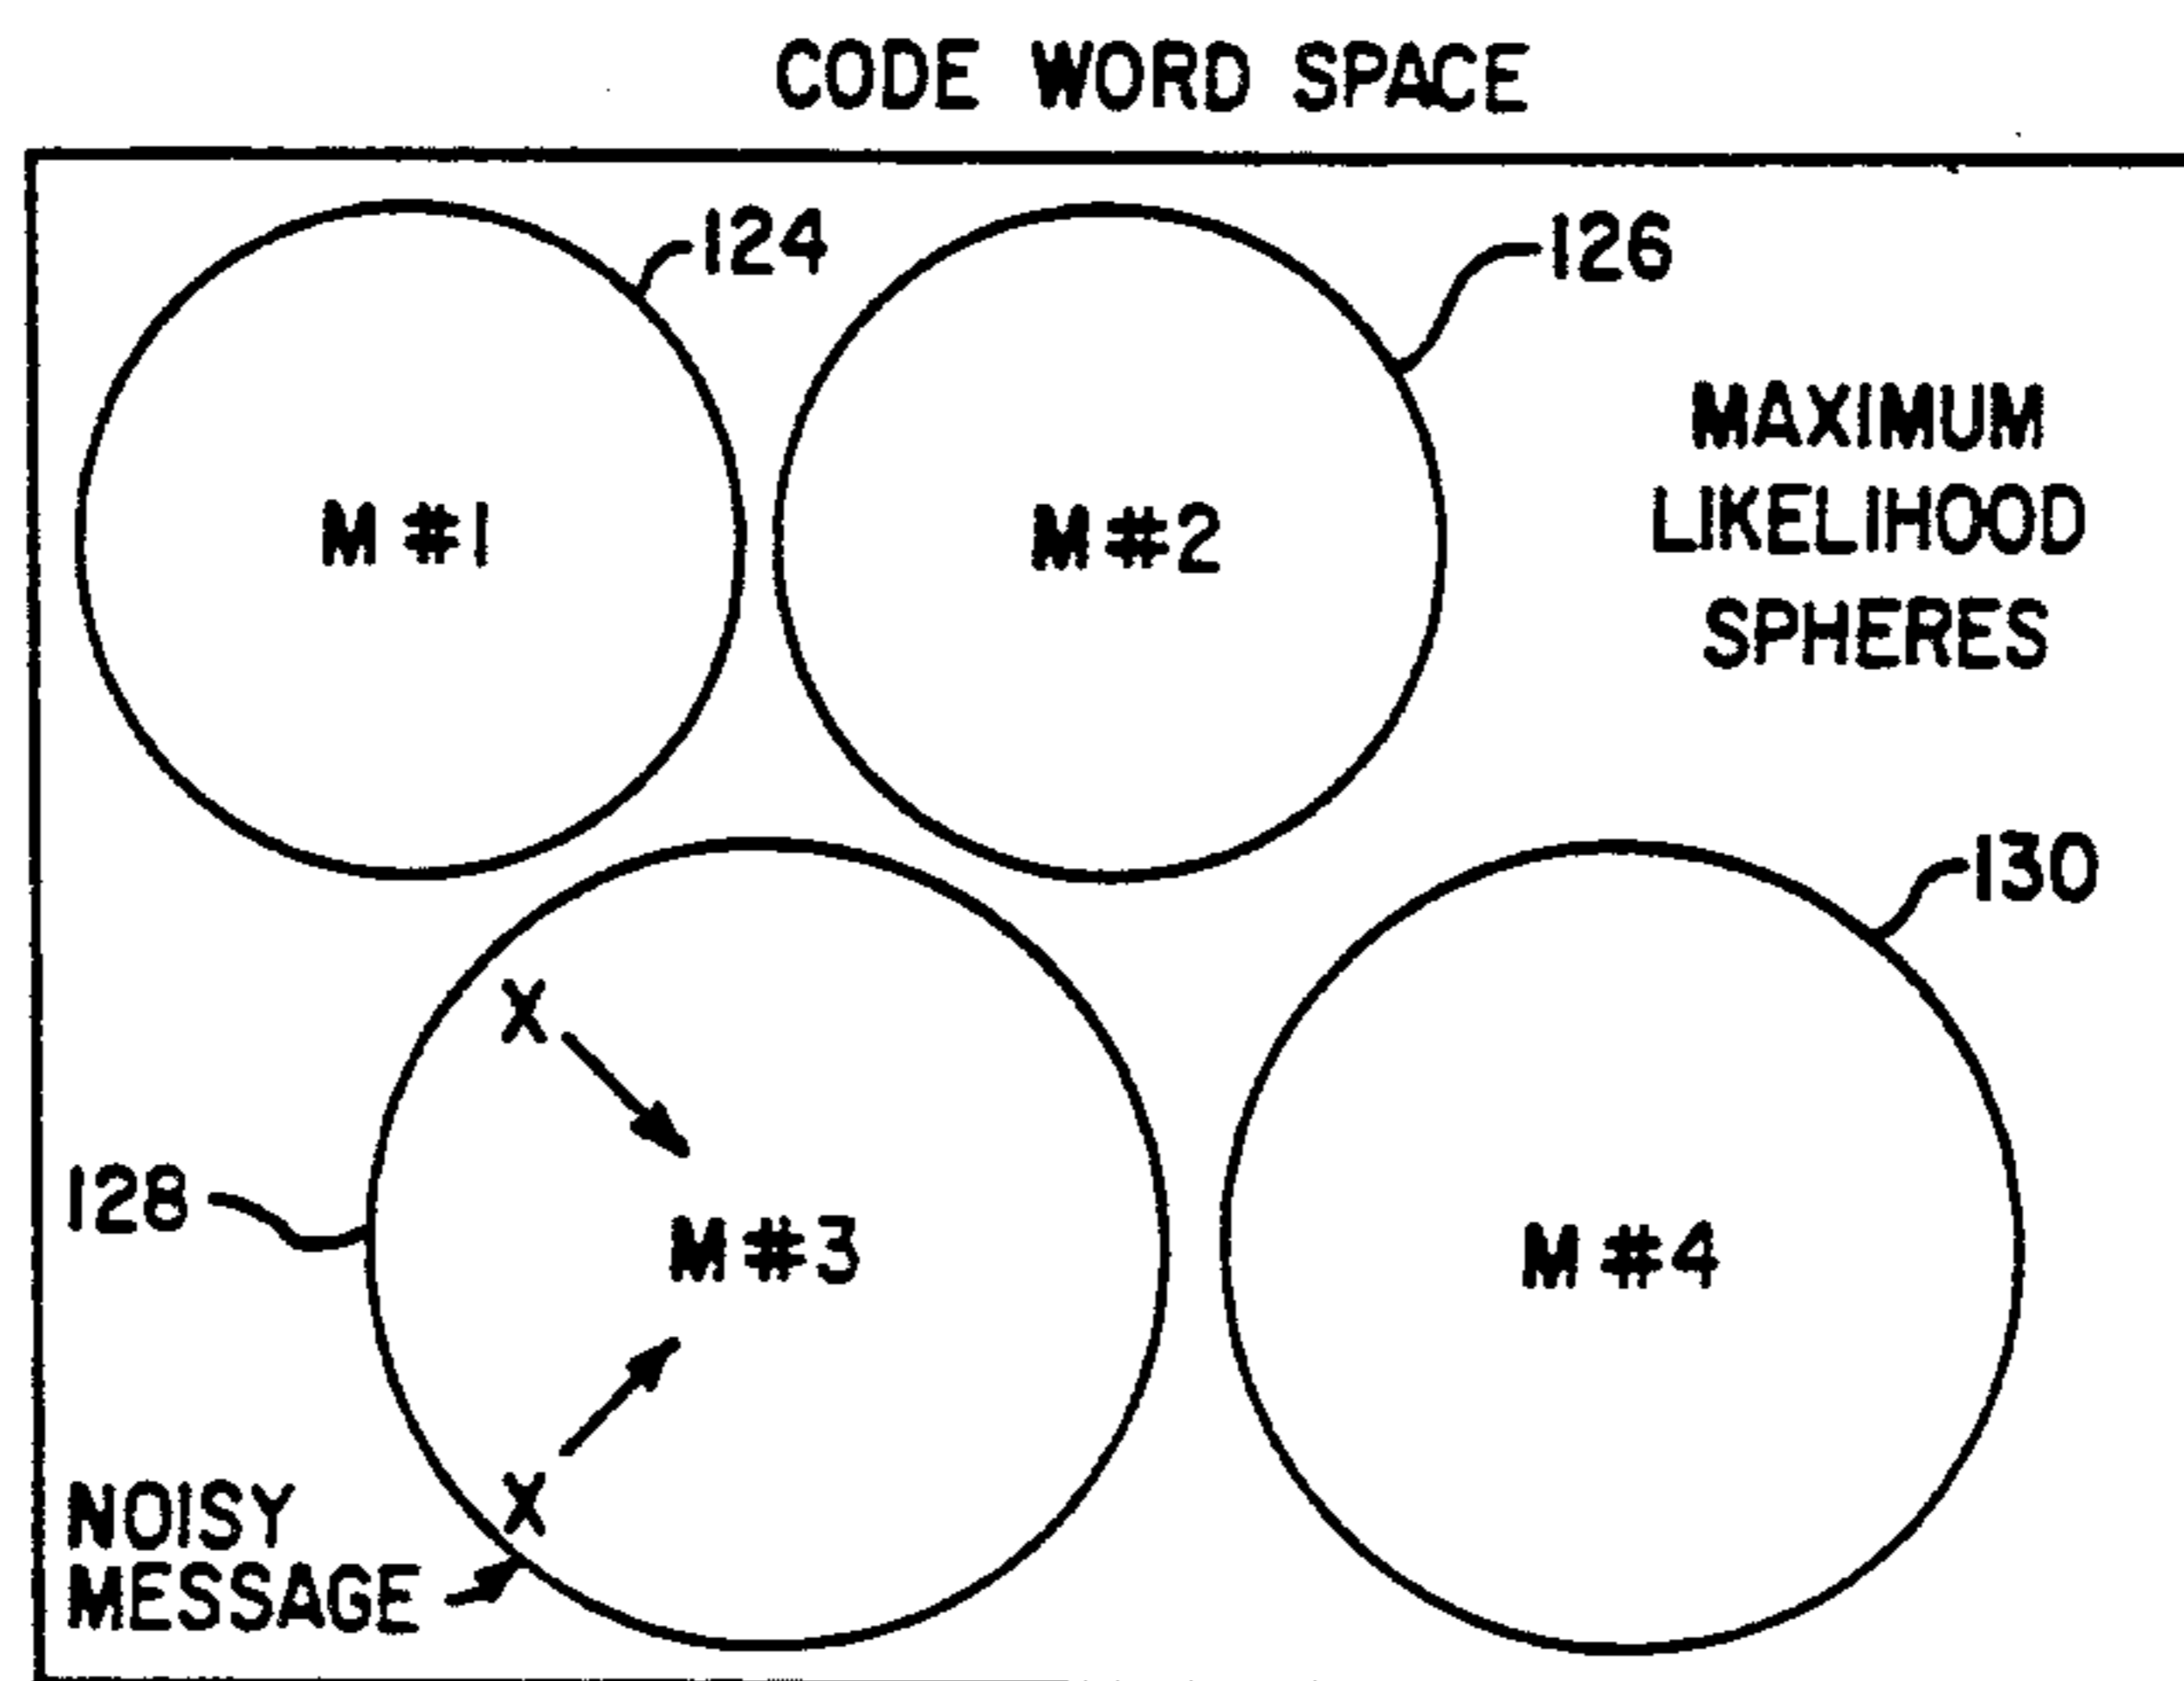 CODE WORD SPACE
124
126
MAXIMUM
LIKELIHOOD
SPHERES
M #1
M #2
130
X
128
M #3
M #4
X
NOISY
MESSAGE